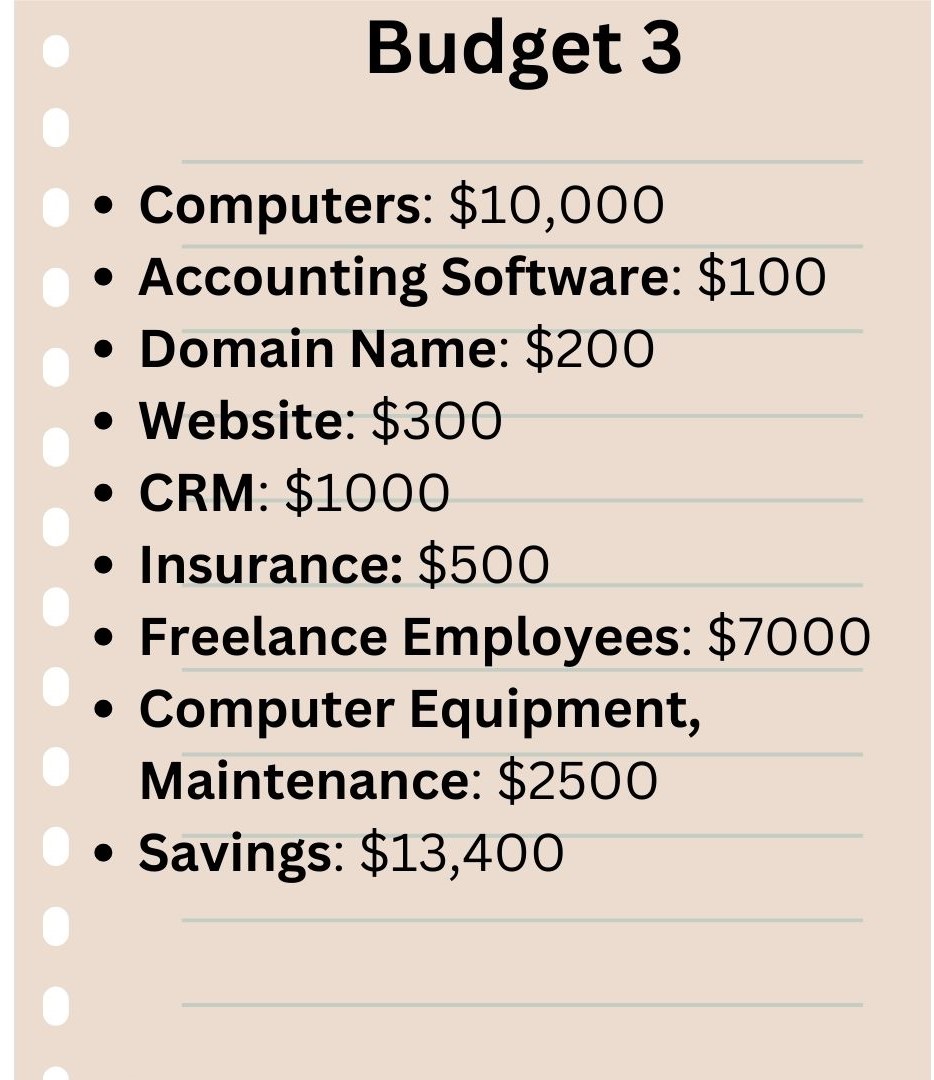 Budget 3
• Computers: $10,000
• Accounting Software: $100
• Domain Name: $200
• Website: $300
• CRM: $1000
• Insurance: $500
• Freelance Employees: $7000
• Computer Equipment,
Maintenance: $2500
• Savings: $13,400